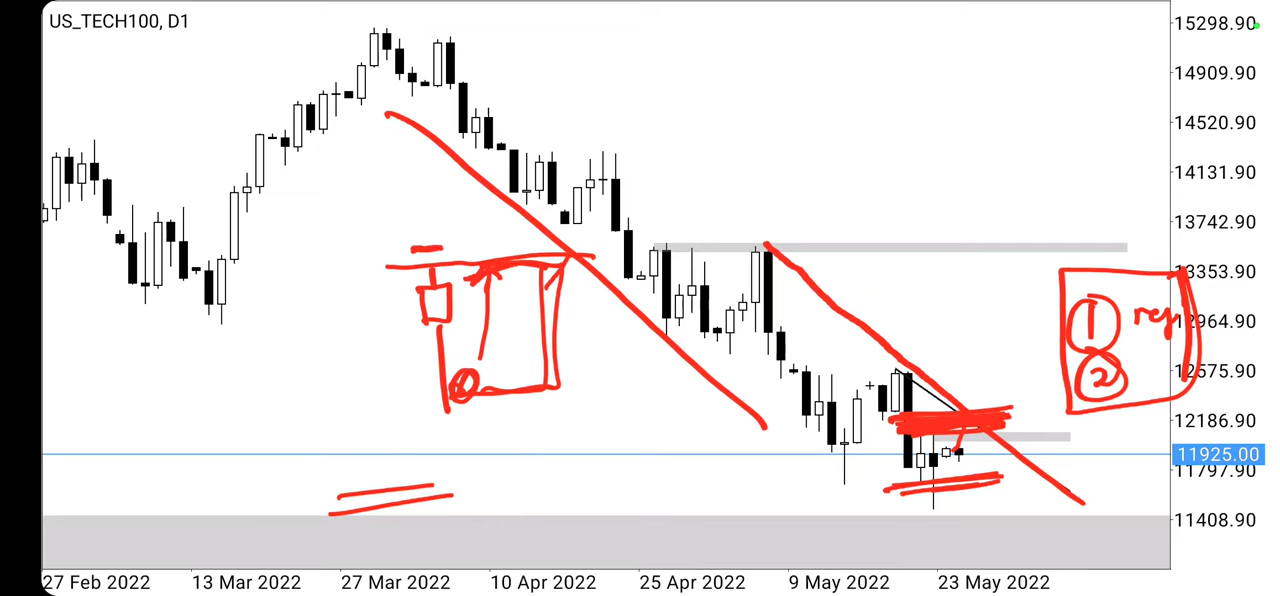 US_TECH100, D1
15298.90
14909.90
14520.90
14131.90
13742.90
13353.90
12964.90
1
2
12186.90
11925.00
11797.90
11408.90
27 Feb 2022
13 Mar 2022
27 Mar 2022
10 Apr 2022
25 Apr 2022
9 May 2022
23 May 2022